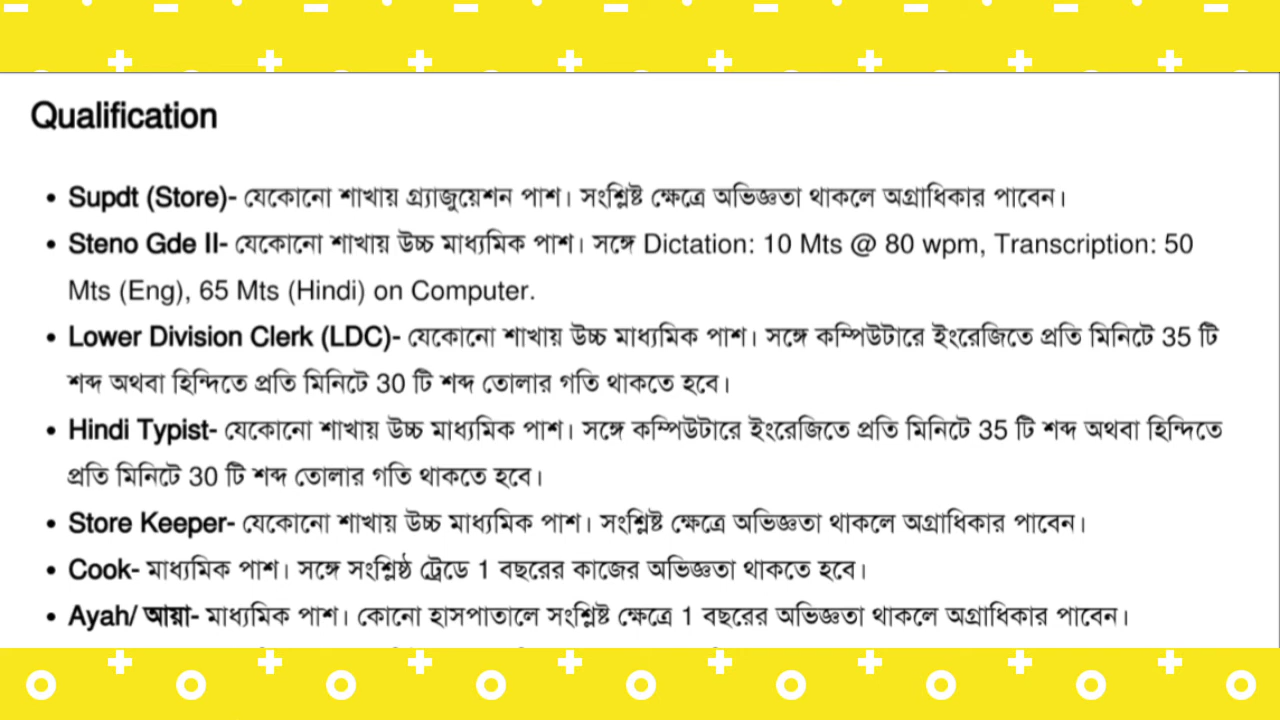 Qualification
• Supdt (Store)- যেকোনো শাখায় গ্র্যাজুয়েশন পাশ। সংশ্লিষ্ট ক্ষেত্রে অভিজ্ঞতা থাকলে অগ্রাধিকার পাবেন।
• Steno Gde II- যেকোনো শাখায় উচ্চ মাধ্যমিক পাশ। সঙ্গে Dictation: 10 Mts @ 80 wpm, Transcription: 50
Mts (Eng), 65 Mts (Hindi) on Computer.
• Lower Division Clerk (LDC)- যেকোনো শাখায় উচ্চ মাধ্যমিক পাশ। সঙ্গে কম্পিউটারে ইংরেজিতে প্রতি মিনিটে 35 টি
শব্দ অথবা হিন্দিতে প্রতি মিনিটে 30 টি শব্দ তোলার গতি থাকতে হবে।
• Hindi Typist- যেকোনো শাখায় উচ্চ মাধ্যমিক পাশ। সঙ্গে কম্পিউটারে ইংরেজিতে প্রতি মিনিটে 35 টি শব্দ অথবা হিন্দিতে
প্রতি মিনিটে 30 টি শব্দ তোলার গতি থাকতে হবে।
• Store Keeper- যেকোনো শাখায় উচ্চ মাধ্যমিক পাশ। সংশ্লিষ্ট ক্ষেত্রে অভিজ্ঞতা থাকলে অগ্রাধিকার পাবেন।
• Cook- মাধ্যমিক পাশ। সঙ্গে সংশ্লিষ্ঠ ট্রেডে 1 বছরের কাজের অভিজ্ঞতা থাকতে হবে।
• Ayah/ আয়া- মাধ্যমিক পাশ। কোনো হাসপাতালে সংশ্লিষ্ট ক্ষেত্রে 1 বছরের অভিজ্ঞতা থাকলে অগ্রাধিকার পাবেন।